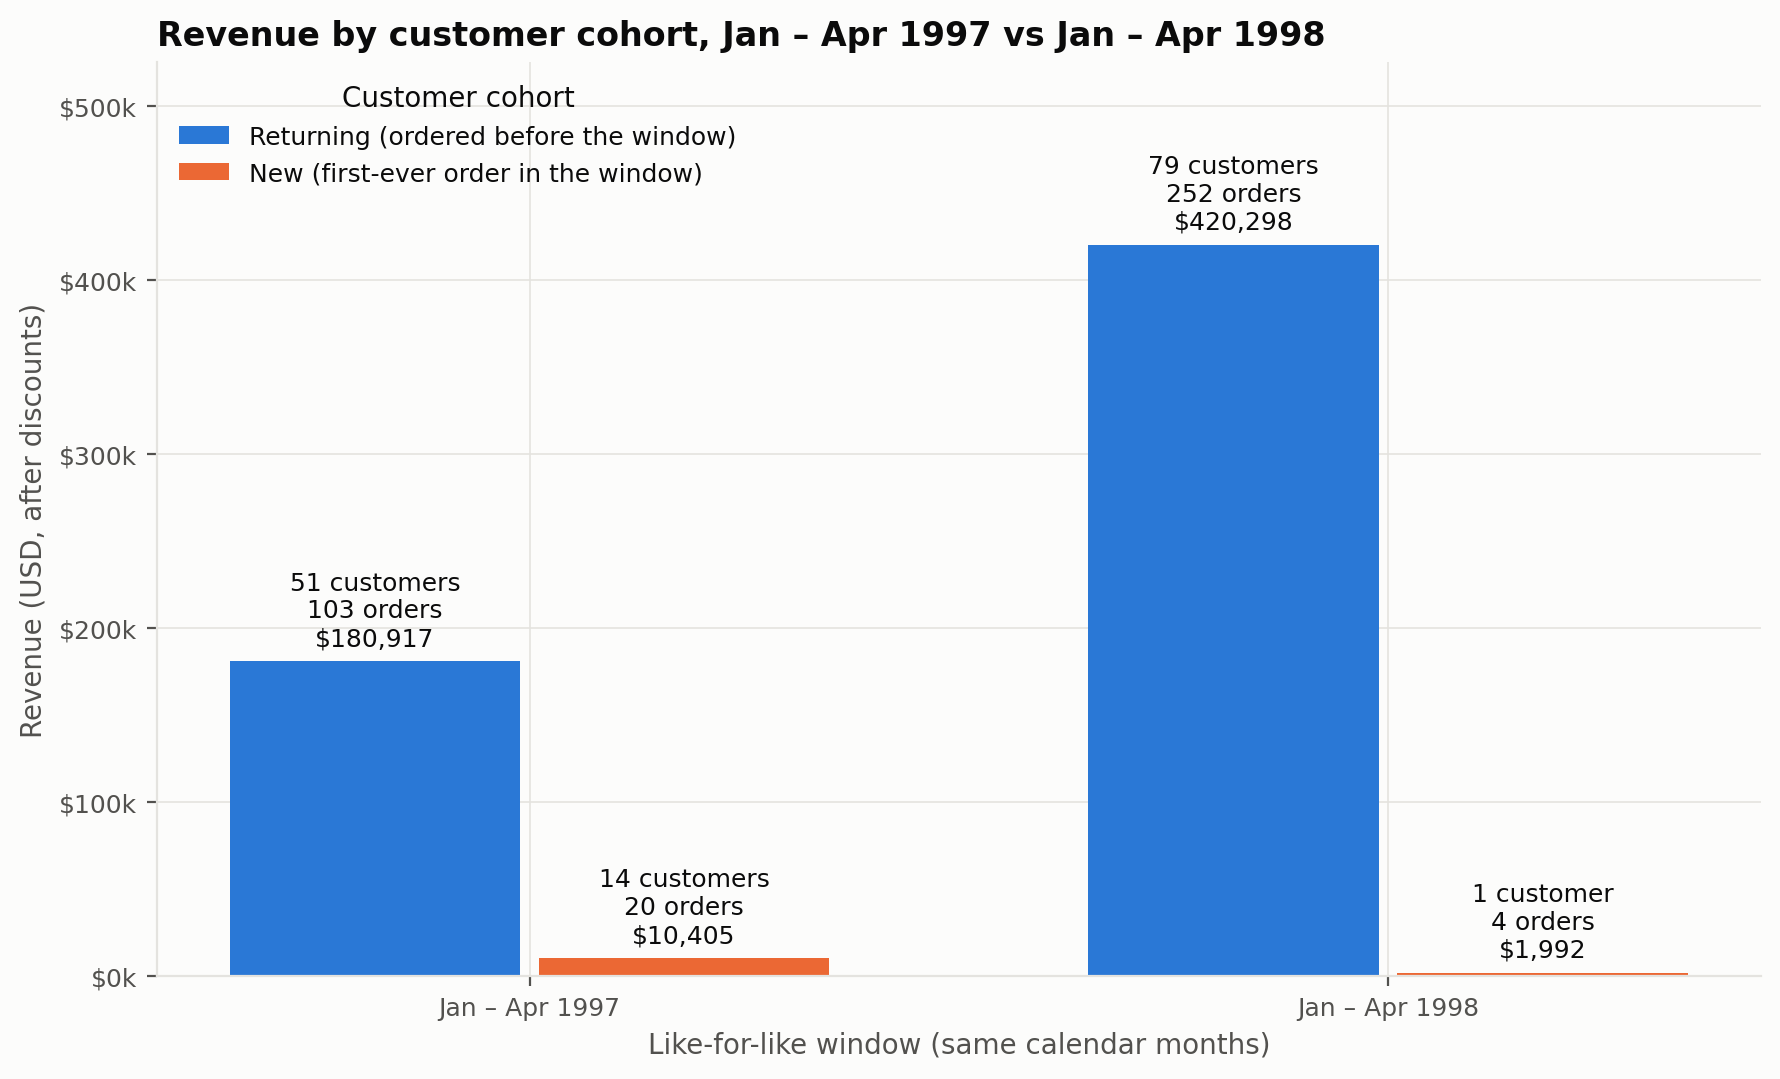 Revenue by customer cohort, Jan – Apr 1997 vs Jan – Apr 1998
Customer cohort
Returning (ordered before the window)
New (first-ever order in the window)
Revenue (USD, after discounts)
$500k
$400k
$300k
$200k
$100k
$0k
51 customers
103 orders
$180,917
14 customers
20 orders
$10,405
79 customers
252 orders
$420,298
1 customer
4 orders
$1,992
Jan – Apr 1997
Jan – Apr 1998
Like-for-like window (same calendar months)